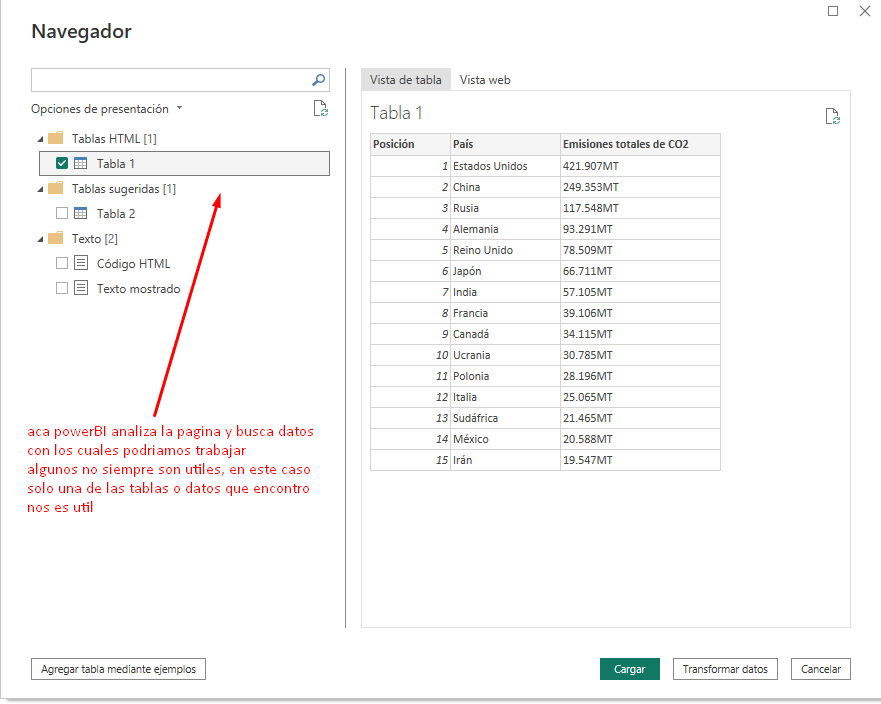 Navegador
Opciones de presentación
Tablas HTML [1]
Tabla 1
Tablas sugeridas [1]
Tabla 2
Texto [2]
Código HTML
Texto mostrado
aca powerBI analiza la pagina y busca datos
con los cuales podriamos trabajar
algunos no siempre son utiles, en este caso
solo una de las tablas o datos que encontro
nos es util
Vista de tabla Vista web
Tabla 1
Posición País Emisiones totales de CO2
1 Estados Unidos 421.907MT
2 China 249.353MT
3 Rusia 117.548MT
4 Alemania 93.291MT
5 Reino Unido 78.509MT
6 Japón 66.711MT
7 India 57.105MT
8 Francia 39.106MT
9 Canadá 34.115MT
10 Ucrania 30.785MT
11 Polonia 28.196MT
12 Italia 25.065MT
13 Sudáfrica 21.465MT
14 México 20.588MT
15 Irán 19.547MT
Agregar tabla mediante ejemplos Cargar Transformar datos Cancelar